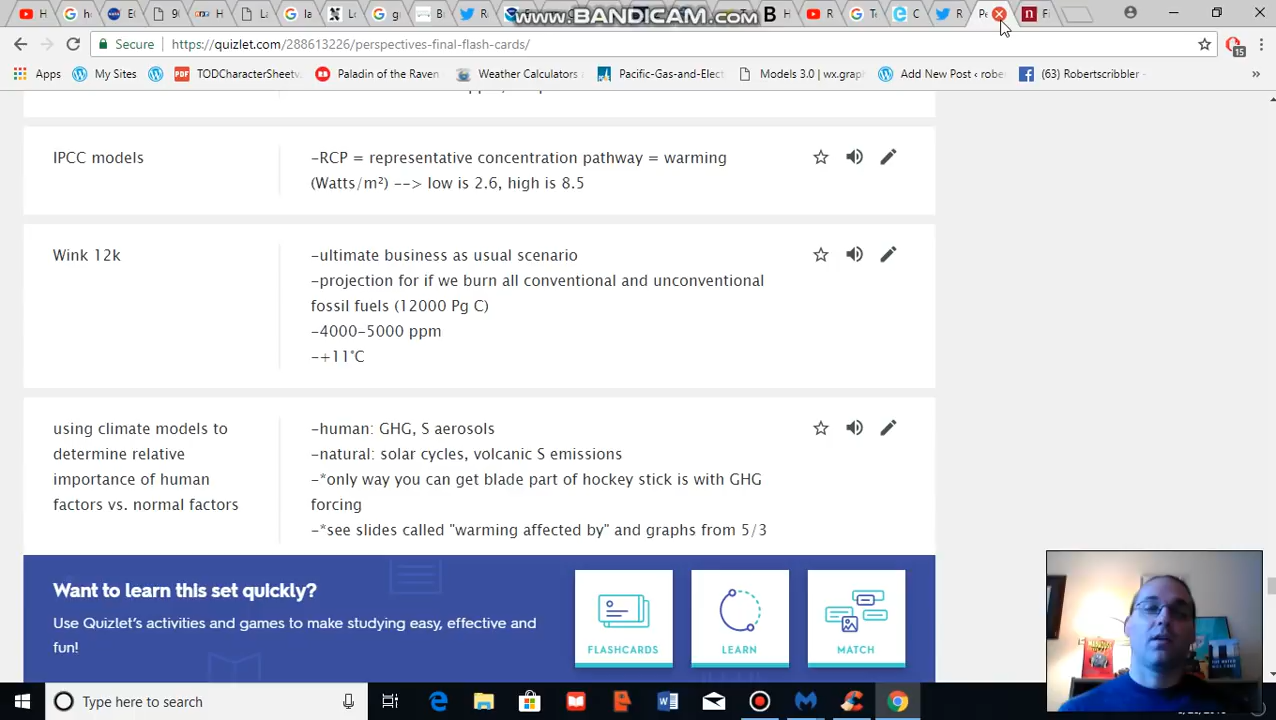 www.BANDICAM.com
Secure
https://quizlet.com/288613226/perspectives-final-flash-cards/
15
Apps
My Sites
PDF
TODCharacterSheetv.
Paladin of the Raven
Weather Calculators
Pacific-Gas-and-Elect
Models 3.0 | wx.grap
Add New Post ‹ robe
(63) Robertscribbler
IPCC models
-RCP = representative concentration pathway = warming
(Watts/m²) --> low is 2.6, high is 8.5
Wink 12k
-ultimate business as usual scenario
-projection for if we burn all conventional and unconventional
fossil fuels (12000 Pg C)
-4000-5000 ppm
-+11°C
using climate models to
determine relative
importance of human
factors vs. normal factors
-human: GHG, S aerosols
-natural: solar cycles, volcanic S emissions
-*only way you can get blade part of hockey stick is with GHG
forcing
-*see slides called "warming affected by" and graphs from 5/3
Want to learn this set quickly?
Use Quizlet's activities and games to make studying easy, effective and
fun!
FLASHCARDS
LEARN
MATCH
Type here to search